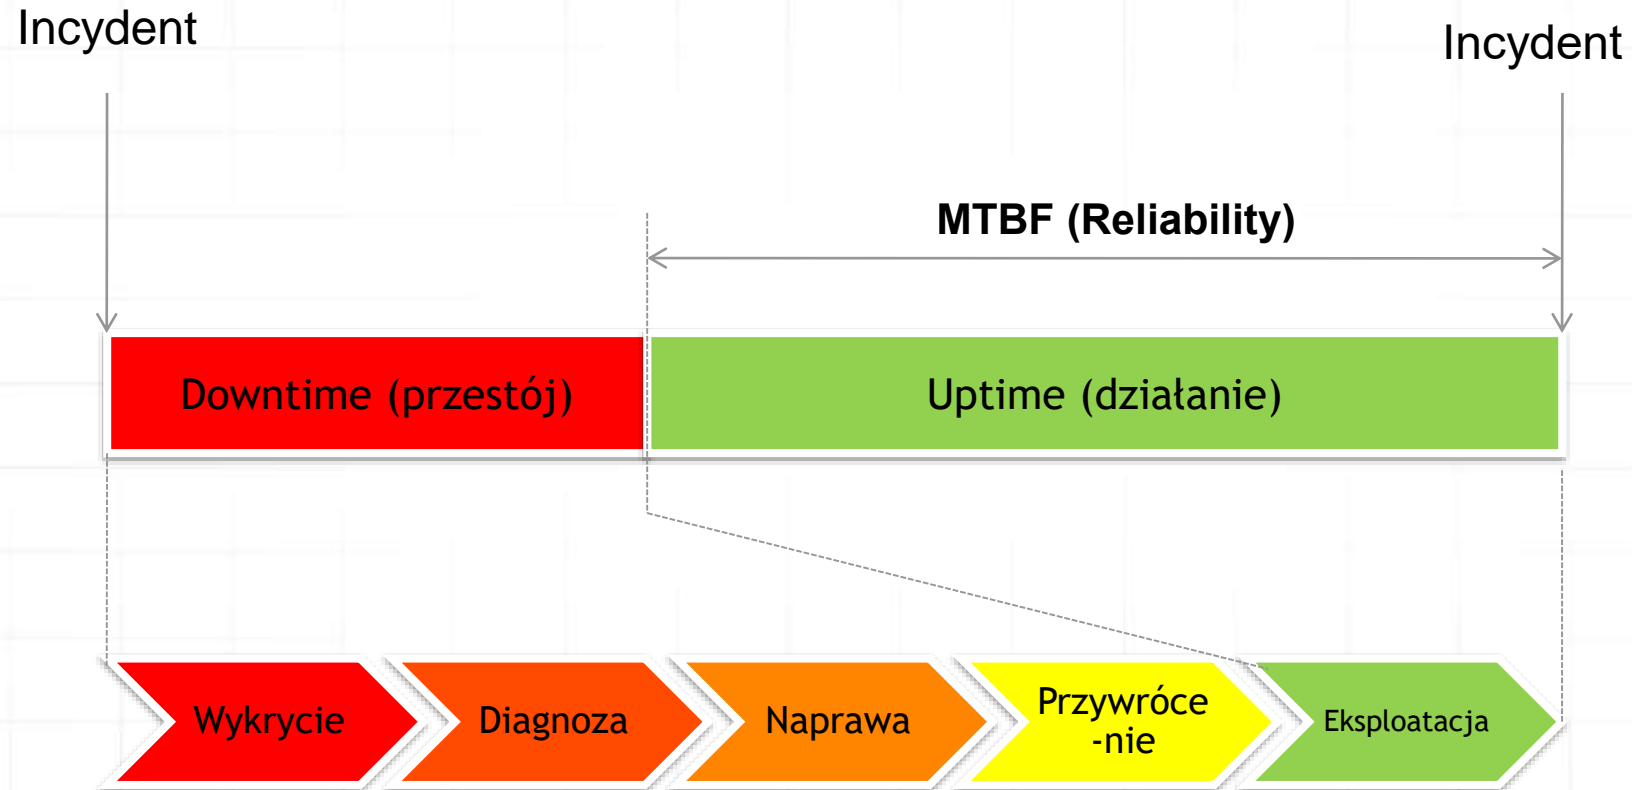 Incydent
Incydent
MTBF (Reliability)
Downtime (przestój)
Uptime (działanie)
Wykrycie
Diagnoza
Naprawa
Przywróce
-nie
Eksploatacja